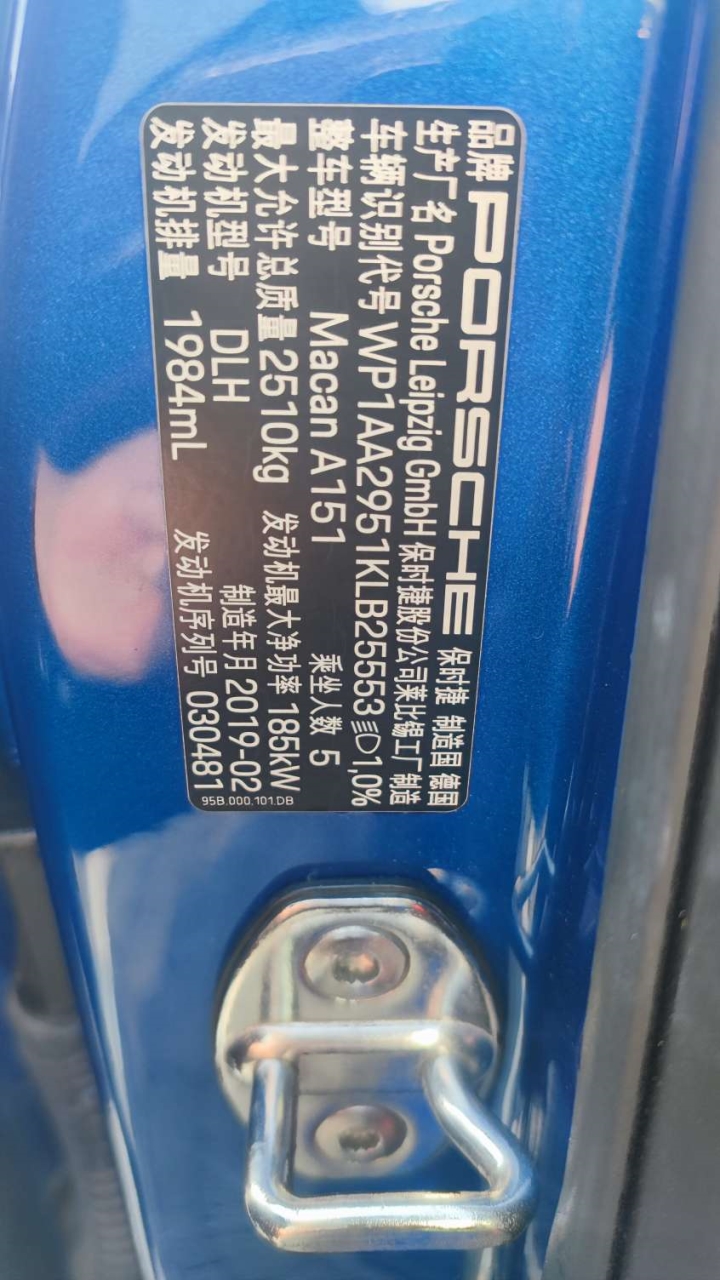 品牌 PORSCHE 保时捷 制造国 德国
生产厂名 Porsche Leipzig GmbH 保时捷股份公司莱比锡工厂 制造
车辆识别代号 WP1AA2951KLB25553 1,0%
整车型号 Macan A151 乘坐人数 5
最大允许总质量 2510kg 发动机最大净功率 185kW
发动机型号 DLH 制造年月 2019-02
发动机排量 1984mL 发动机序列号 030481
95B.000.101.DB